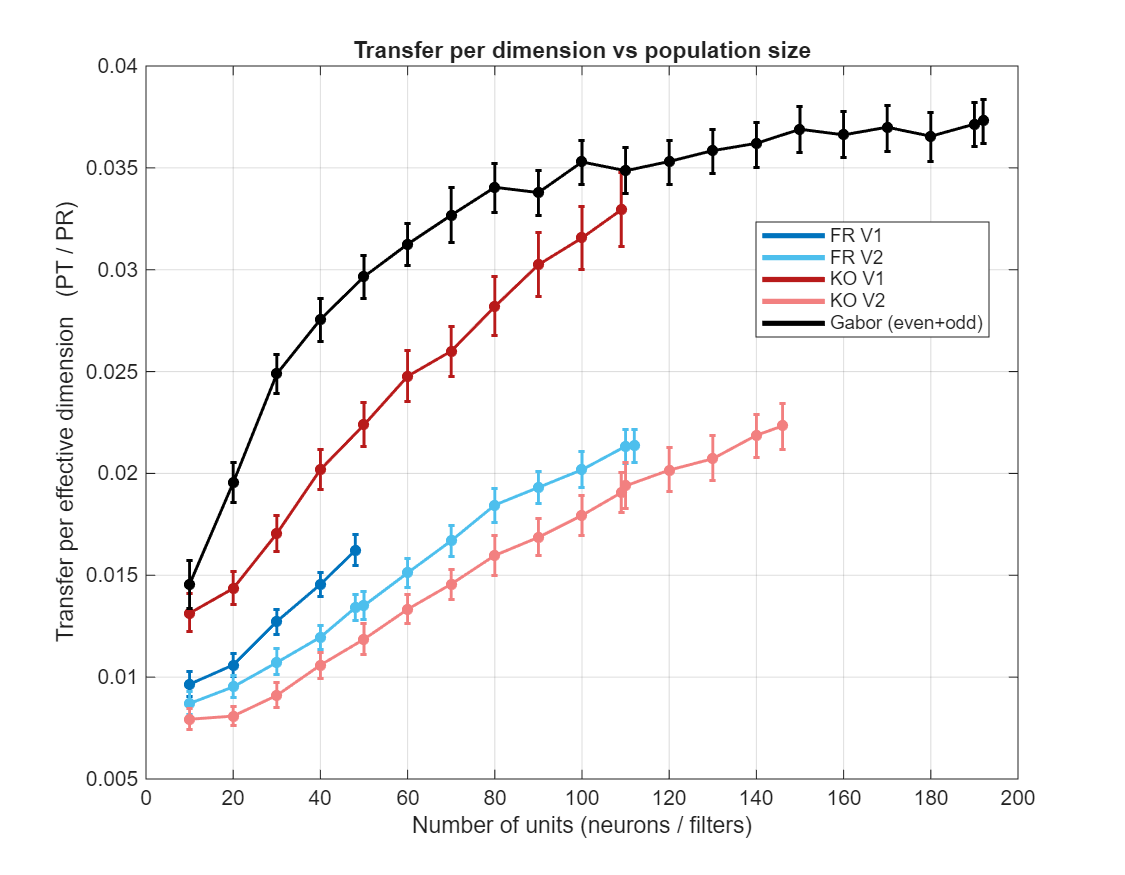 Transfer per dimension vs population size
0.04
0.035
0.03
0.025
0.02
0.015
0.01
0.005
Transfer per effective dimension (PT / PR)
FR V1
FR V2
KO V1
KO V2
Gabor (even+odd)
0 20 40 60 80 100 120 140 160 180 200
Number of units (neurons / filters)